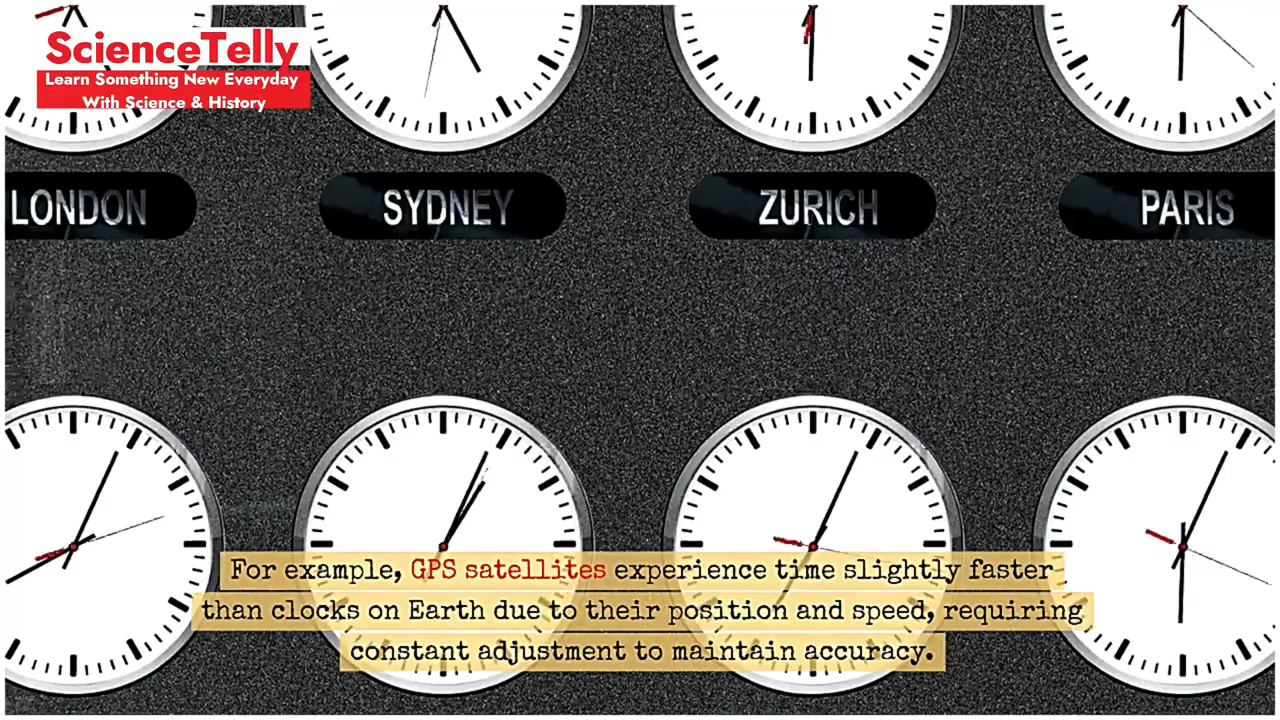 ScienceTelly
Learn Something New Everyday
With Science & History
LONDON
SYDNEY
ZURICH
PARIS
For example, GPS satellites experience time slightly faster
than clocks on Earth due to their position and speed, requiring
constant adjustment to maintain accuracy.